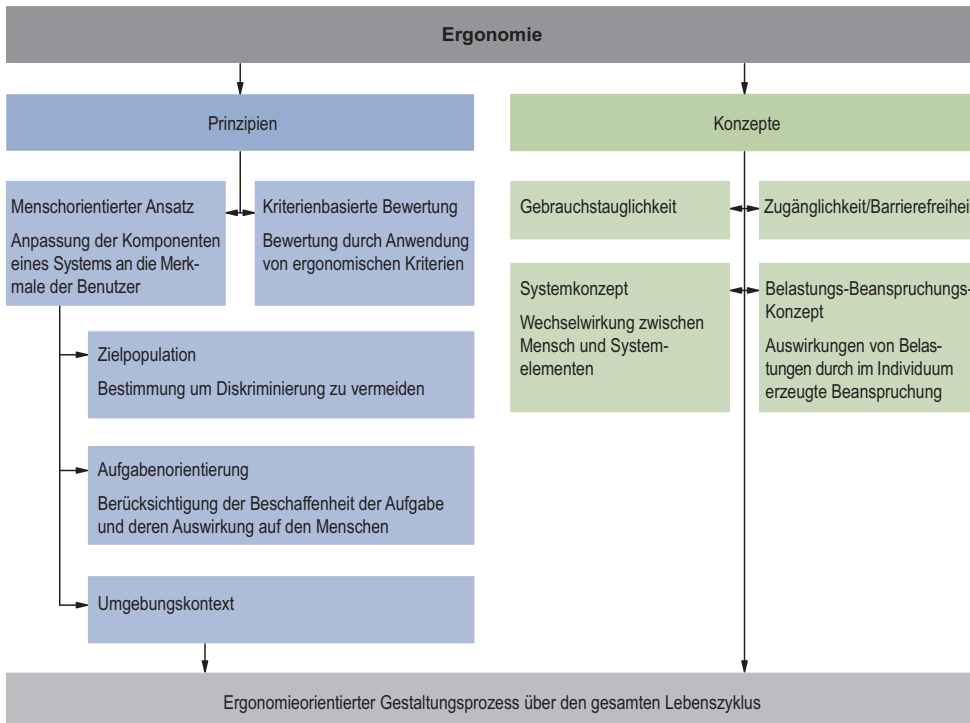 Ergonomie
Prinzipien
Konzepte
Menschorientierter Ansatz
Anpassung der Komponenten
eines Systems an die Merk-
male der Benutzer
Kriterienbasierte Bewertung
Bewertung durch Anwendung
von ergonomischen Kriterien
Zielpopulation
Bestimmung um Diskriminierung zu vermeiden
Aufgabenorientierung
Berücksichtigung der Beschaffenheit der Aufgabe
und deren Auswirkung auf den Menschen
Umgebungskontext
Gebrauchstauglichkeit
Zugänglichkeit/Barrierefreiheit
Systemkonzept
Wechselwirkung zwischen
Mensch und System-
elementen
Belastungs-Beanspruchungs-
Konzept
Auswirkungen von Belas-
tungen durch im Individuum
erzeugte Beanspruchung
Ergonomieorientierter Gestaltungsprozess über den gesamten Lebenszyklus